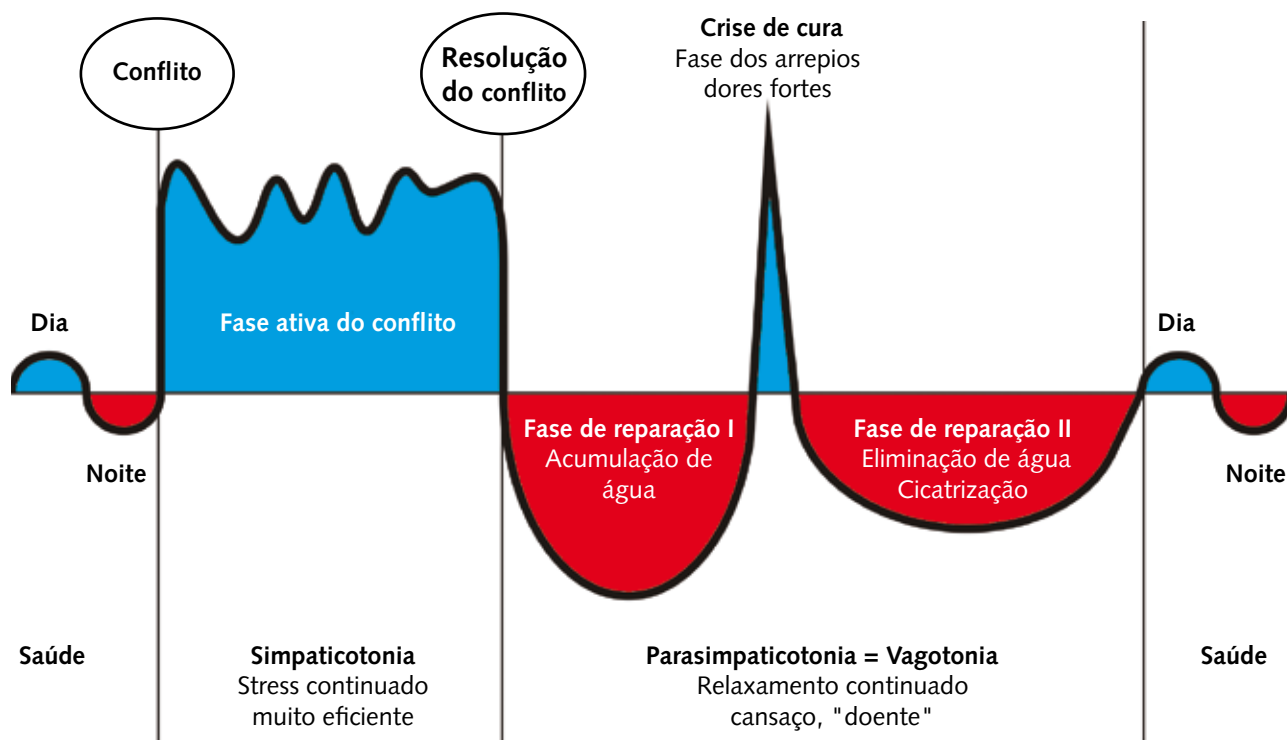 Conflito
Resolução
do conflito
Crise de cura
Fase dos arrepios
dores fortes
Dia
Fase ativa do conflito
Dia
Noite
Fase de reparação I
Acumulação de
água
Fase de reparação II
Eliminação de água
Cicatrização
Noite
Saúde
Simpaticotonia
Stress continuado
muito eficiente
Parasimpaticotonia = Vagotonia
Relaxamento continuado
cansaço, "doente"
Saúde